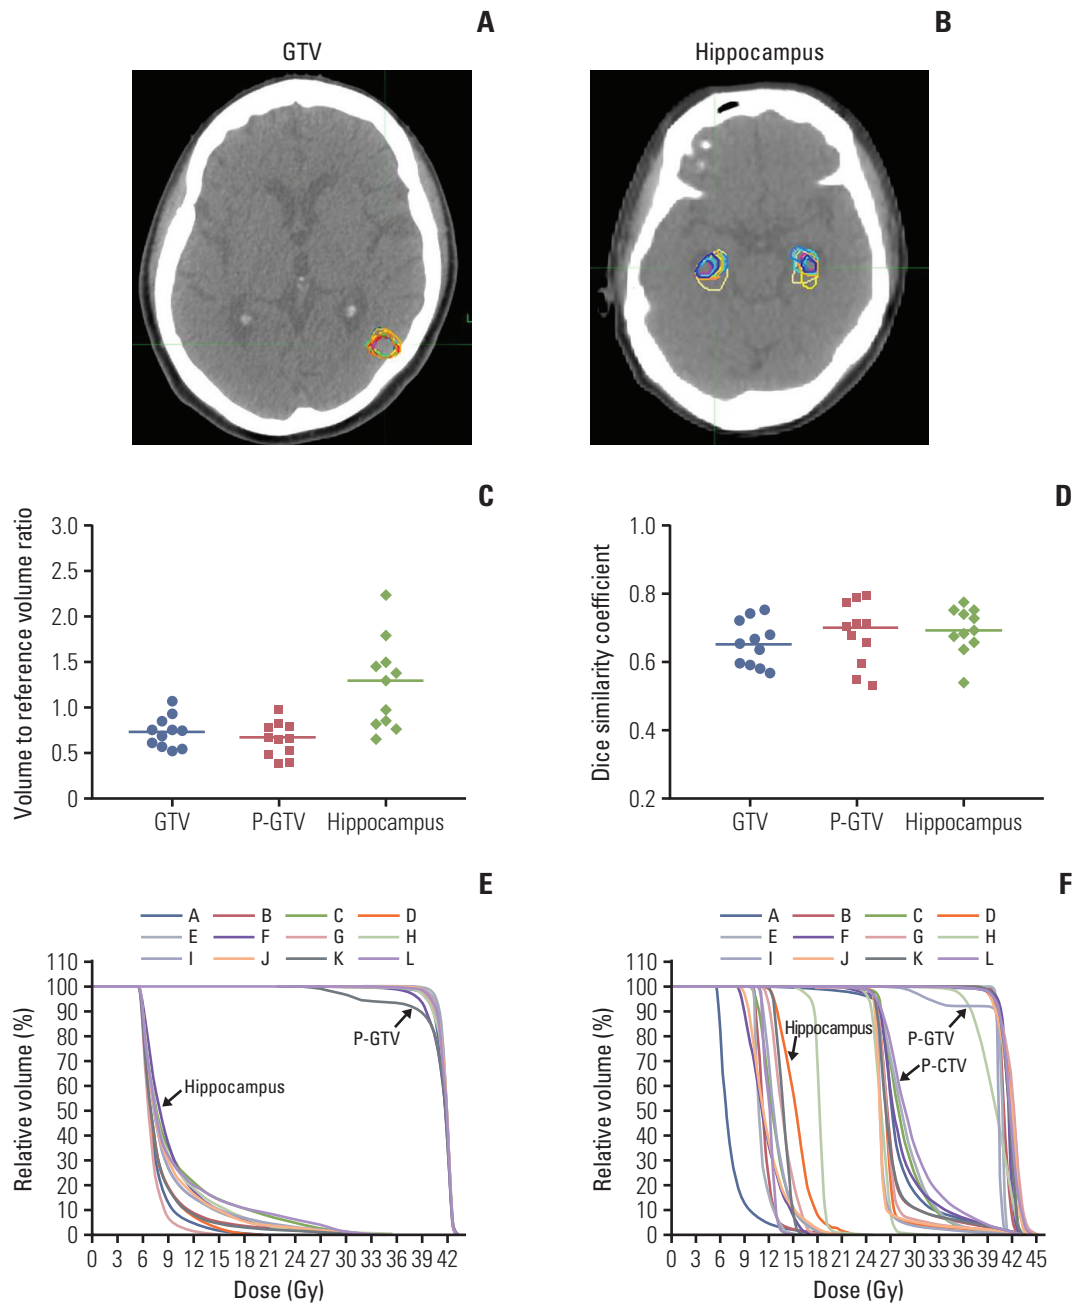 A
B
GTV
Hippocampus
L
C
D
Volume to reference volume ratio
3.0
2.5
2.0
1.5
1.0
0.5
0
GTV
P-GTV
Hippocampus
Dice similarity coefficient
1.0
0.8
0.6
0.4
0.2
GTV
P-GTV
Hippocampus
E
A B C D
E F G H
I J K L
Relative volume (%)
110
100
90
80
70
60
50
40
30
20
10
0
P-GTV
Hippocampus
0 3 6 9 12 15 18 21 24 27 30 33 36 39 42
Dose (Gy)
F
A B C D
E F G H
I J K L
Relative volume (%)
110
100
90
80
70
60
50
40
30
20
10
0
Hippocampus
P-GTV
P-CTV
0 3 6 9 12 15 18 21 24 27 30 33 36 39 42 45
Dose (Gy)